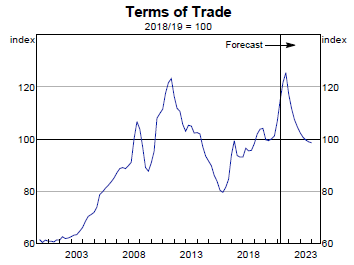 Terms of Trade
2018/19 = 100
index index
Forecast
120 120
100 100
80 80
60 60
2003 2008 2013 2018 2023